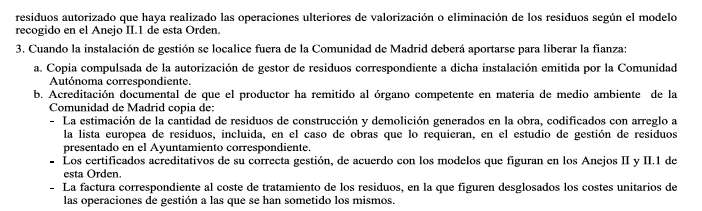 residuos autorizado que haya realizado las operaciones ulteriores de valorización o eliminación de los residuos según el modelo
recogido en el Anejo II.1 de esta Orden.
3. Cuando la instalación de gestión se localice fuera de la Comunidad de Madrid deberá aportarse para liberar la fianza:
a. Copia compulsada de la autorización de gestor de residuos correspondiente a dicha instalación emitida por la Comunidad
Autónoma correspondiente.
b. Acreditación documental de que el productor ha remitido al órgano competente en materia de medio ambiente de la
Comunidad de Madrid copia de:
- La estimación de la cantidad de residuos de construcción y demolición generados en la obra, codificados con arreglo a
la lista europea de residuos, incluida, en el caso de obras que lo requieran, en el estudio de gestión de residuos
presentado en el Ayuntamiento correspondiente.
- Los certificados acreditativos de su correcta gestión, de acuerdo con los modelos que figuran en los Anejos II y II.1 de
esta Orden.
- La factura correspondiente al coste de tratamiento de los residuos, en la que figuren desglosados los costes unitarios de
las operaciones de gestión a las que se han sometido los mismos.